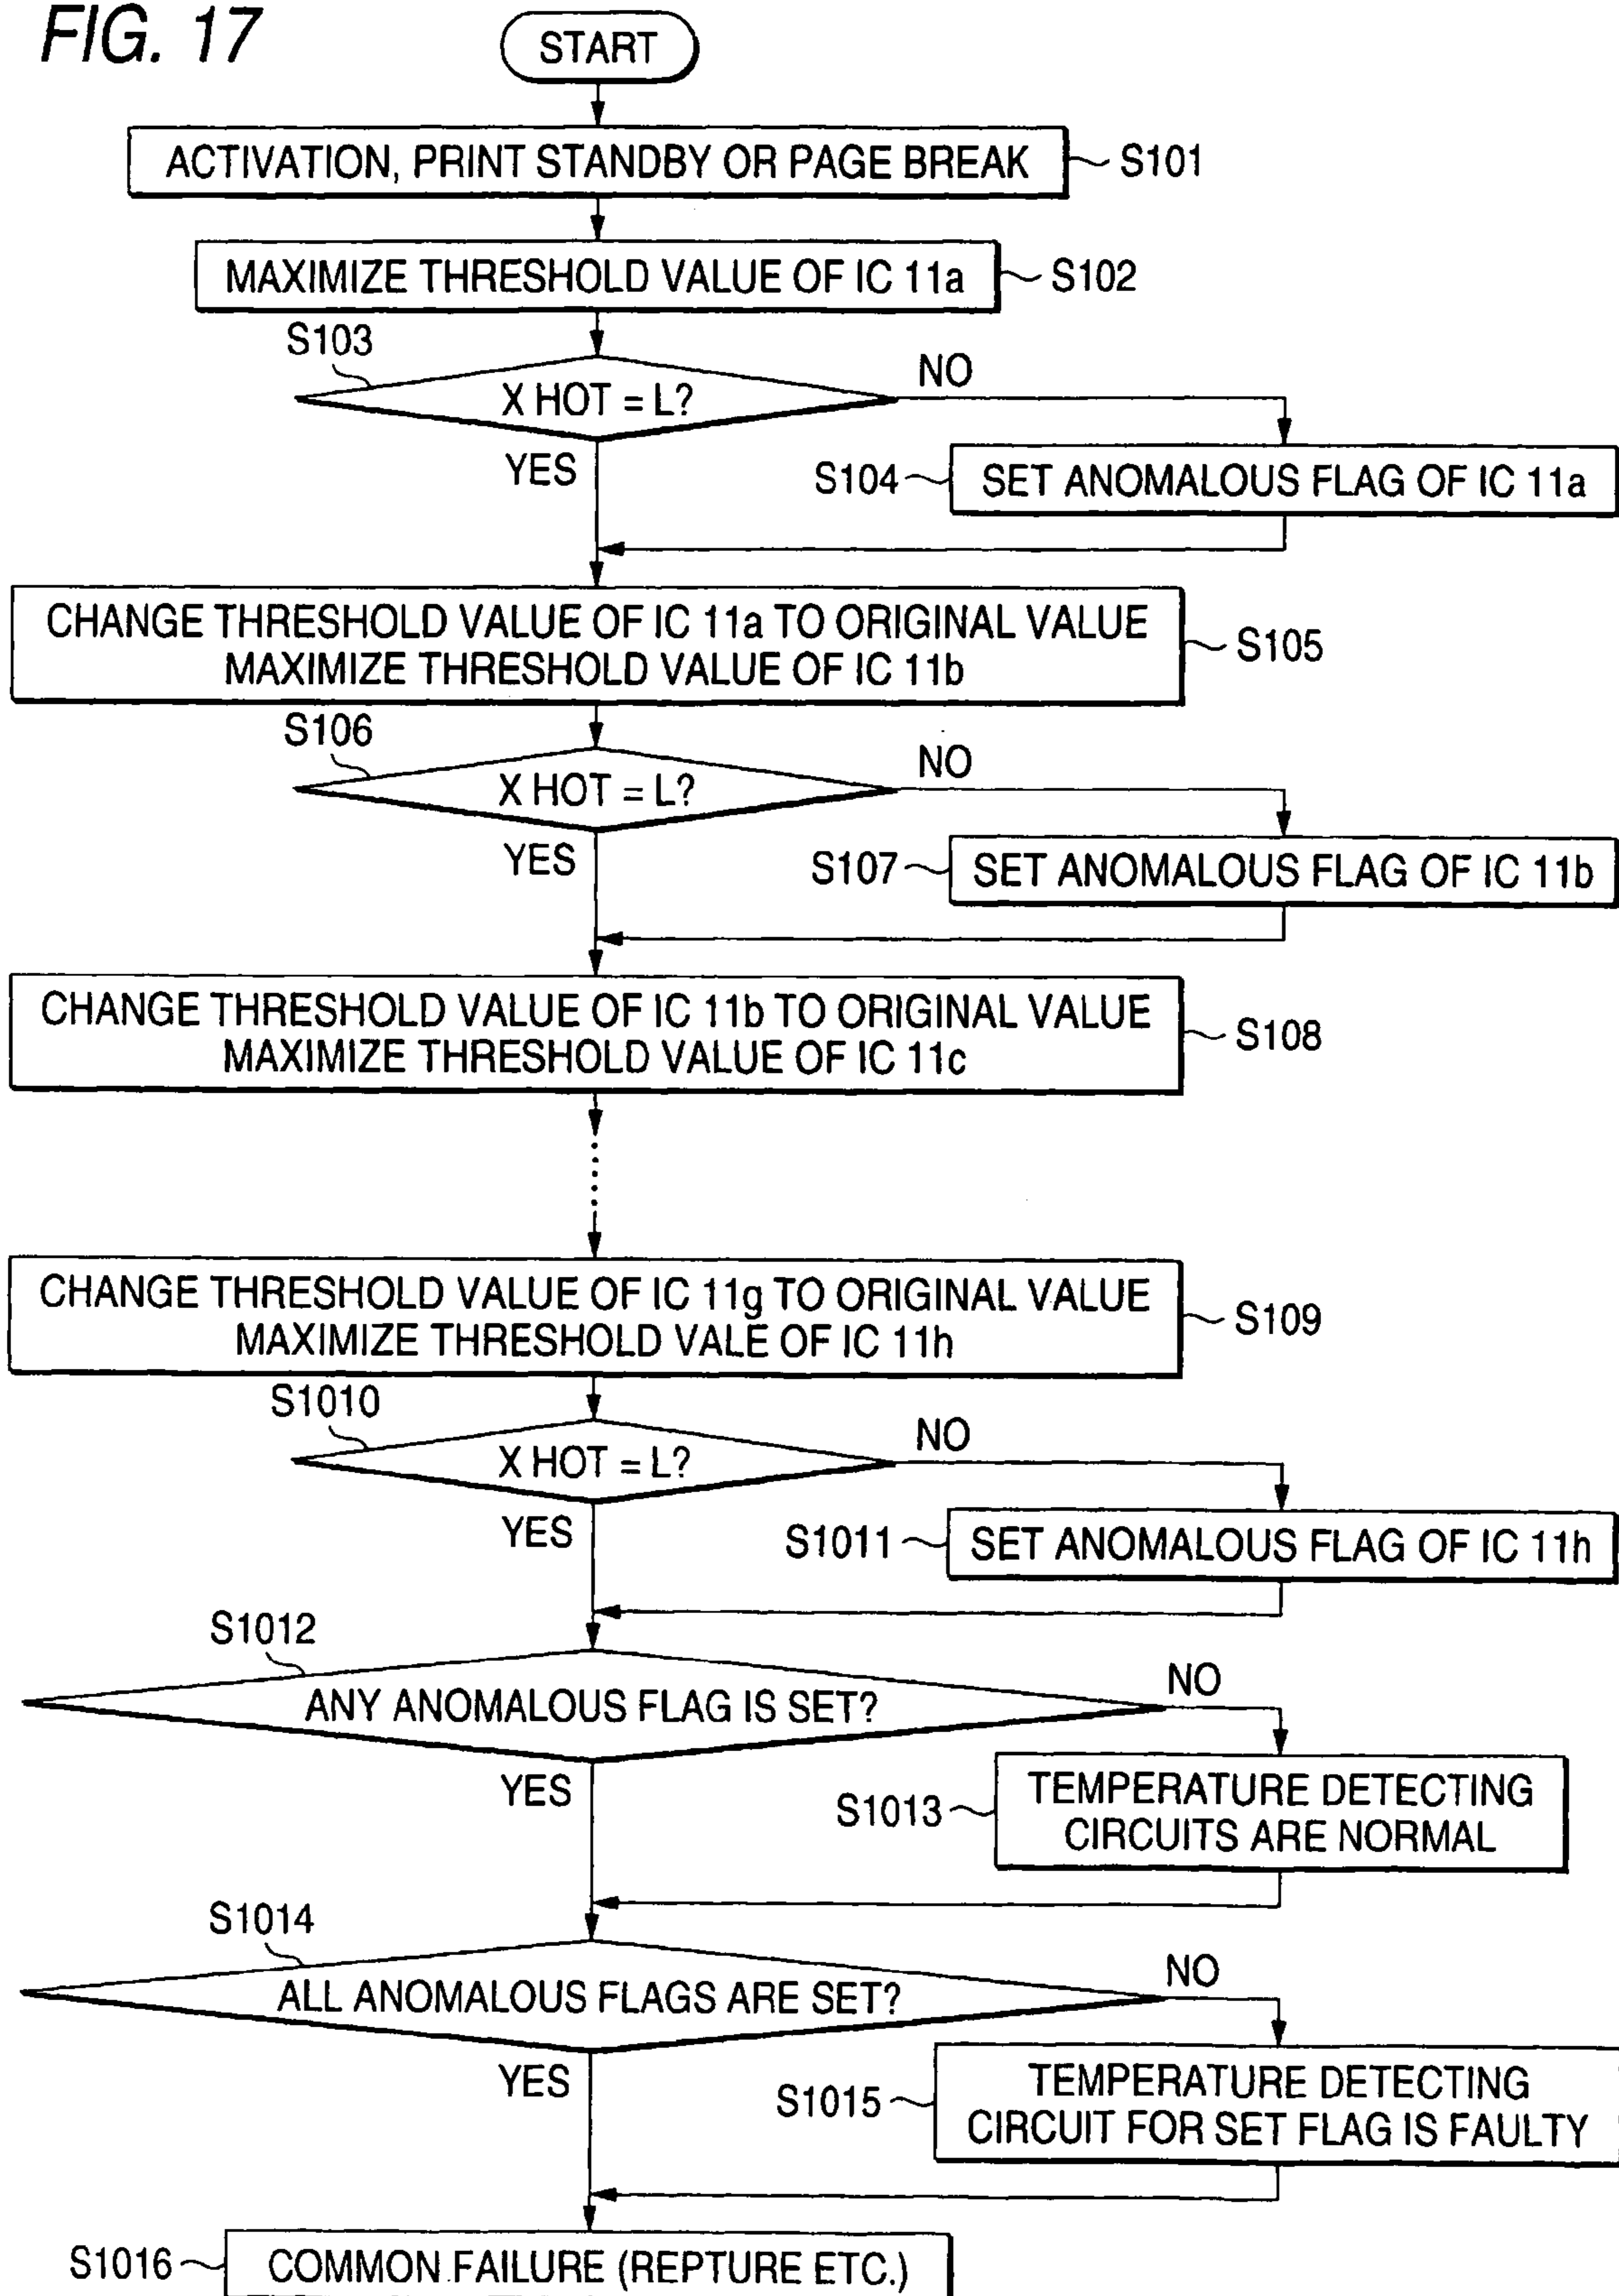 FIG. 17
START
ACTIVATION, PRINT STANDBY OR PAGE BREAK
S101
MAXIMIZE THRESHOLD VALUE OF IC 11a
S102
S103
X HOT = L?
NO
YES
S104
SET ANOMALOUS FLAG OF IC 11a
CHANGE THRESHOLD VALUE OF IC 11a TO ORIGINAL VALUE
MAXIMIZE THRESHOLD VALUE OF IC 11b
S105
S106
X HOT = L?
NO
YES
S107
SET ANOMALOUS FLAG OF IC 11b
CHANGE THRESHOLD VALUE OF IC 11b TO ORIGINAL VALUE
MAXIMIZE THRESHOLD VALUE OF IC 11c
S108
CHANGE THRESHOLD VALUE OF IC 11g TO ORIGINAL VALUE
MAXIMIZE THRESHOLD VALE OF IC 11h
S109
S1010
X HOT = L?
NO
YES
S1011
SET ANOMALOUS FLAG OF IC 11h
S1012
ANY ANOMALOUS FLAG IS SET?
NO
YES
S1013
TEMPERATURE DETECTING
CIRCUITS ARE NORMAL
S1014
ALL ANOMALOUS FLAGS ARE SET?
NO
YES
S1015
TEMPERATURE DETECTING
CIRCUIT FOR SET FLAG IS FAULTY
S1016
COMMON FAILURE (REPTURE ETC.)